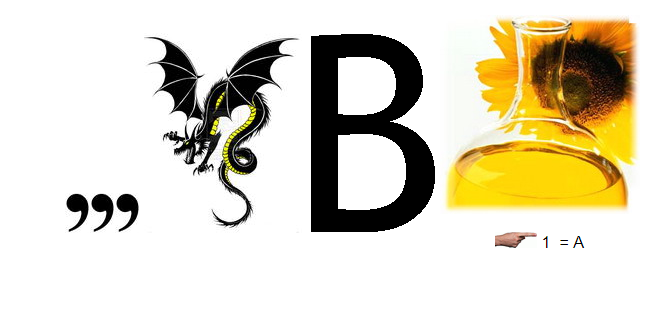 ,,, B
1 = A